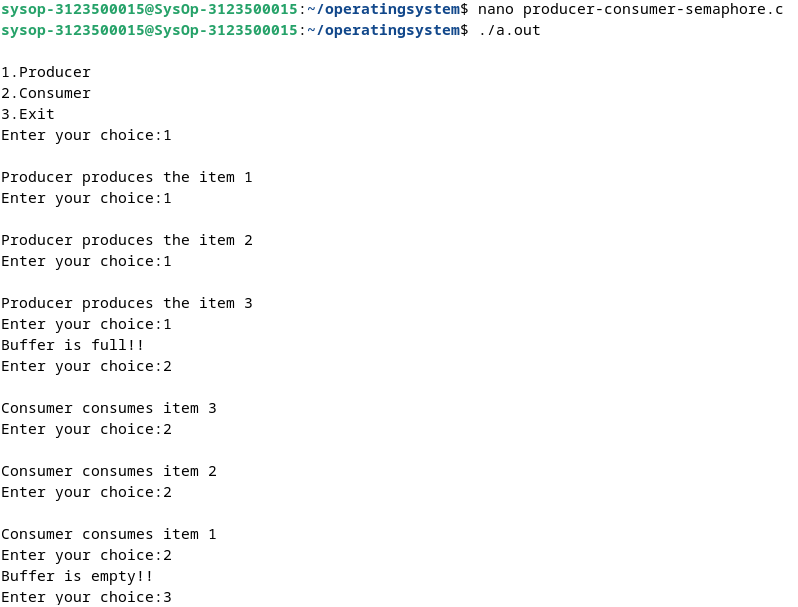 sysop-3123500015@SysOp-3123500015:~/operatingsystem$ nano producer-consumer-semaphore.c
sysop-3123500015@SysOp-3123500015:~/operatingsystem$ ./a.out
1.Producer
2.Consumer
3.Exit
Enter your choice:1
Producer produces the item 1
Enter your choice:1
Producer produces the item 2
Enter your choice:1
Producer produces the item 3
Enter your choice:1
Buffer is full!!
Enter your choice:2
Consumer consumes item 3
Enter your choice:2
Consumer consumes item 2
Enter your choice:2
Consumer consumes item 1
Enter your choice:2
Buffer is empty!!
Enter your choice:3